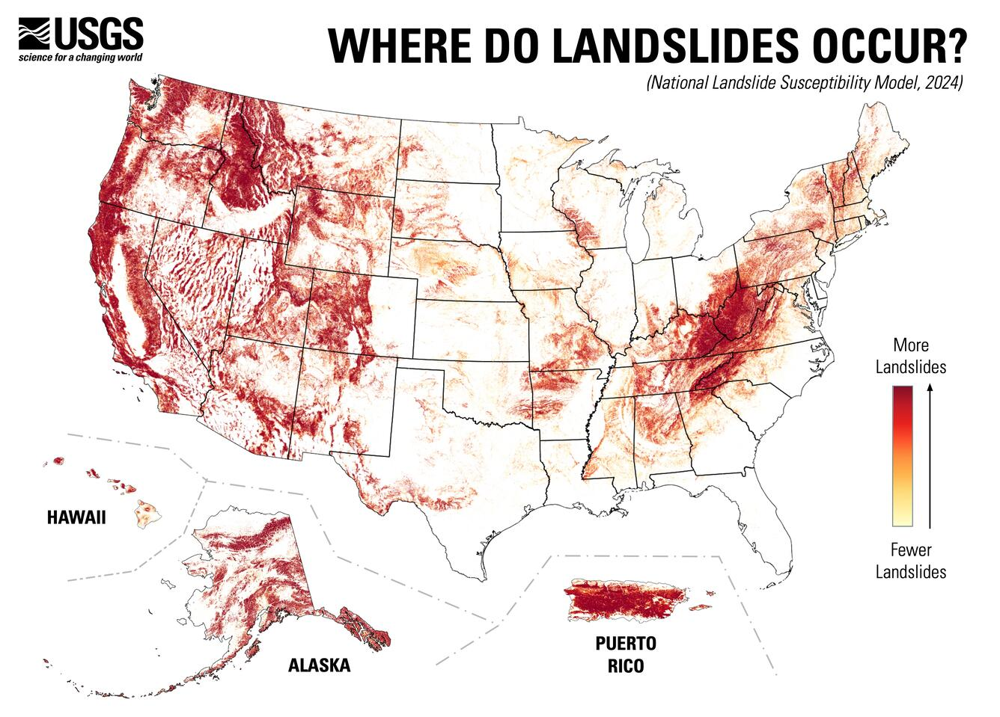 USGS
science for a changing world
WHERE DO LANDSLIDES OCCUR?
(National Landslide Susceptibility Model, 2024)
More
Landslides
Fewer
Landslides
HAWAII
ALASKA
PUERTO
RICO